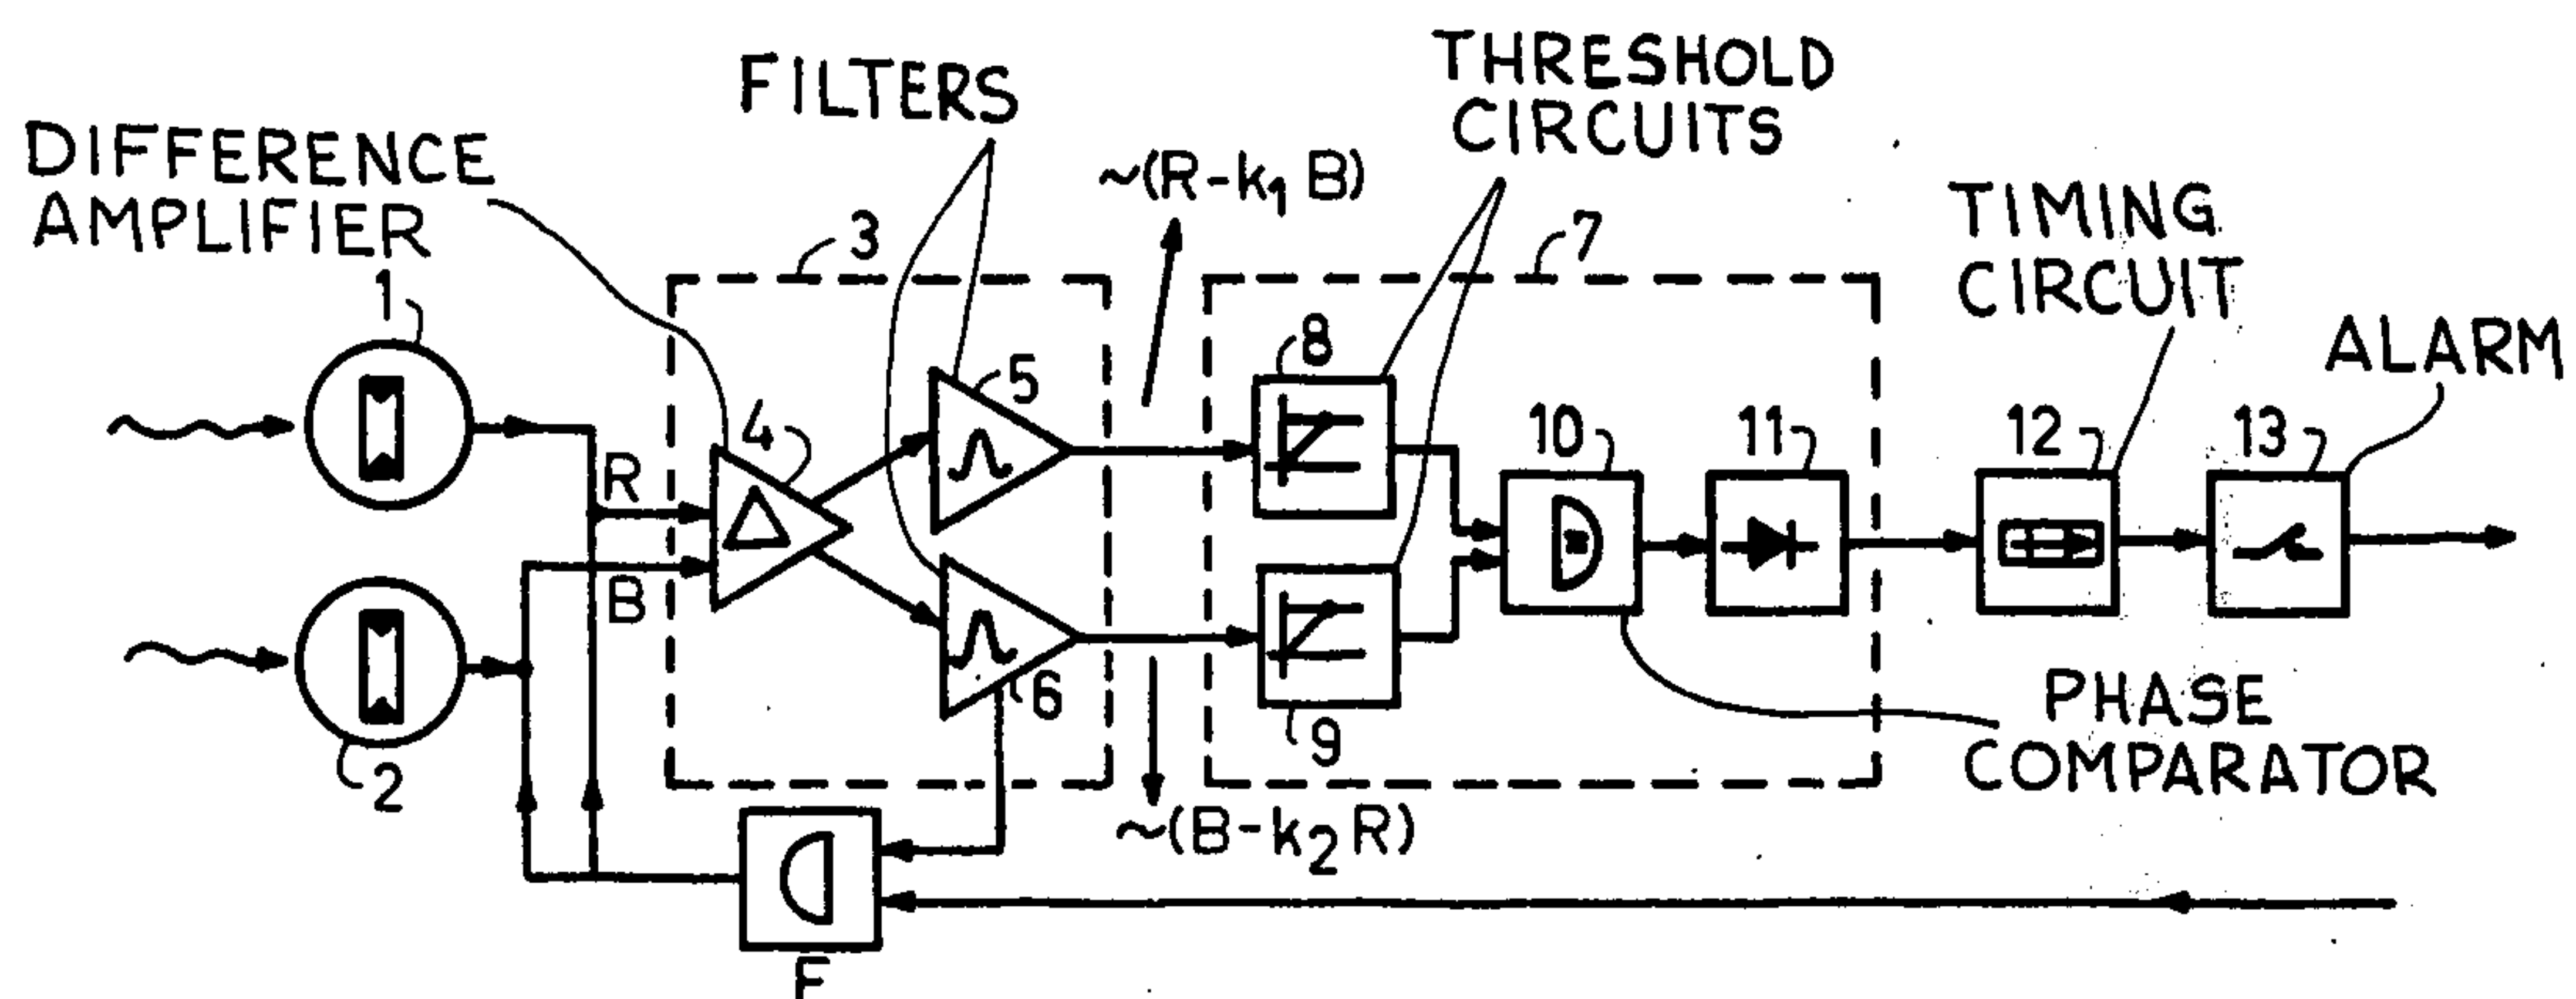 FILTERS
THRESHOLD
CIRCUITS
DIFFERENCE
AMPLIFIER
~(R-k₁ B)
TIMING
CIRCUIT
ALARM
1
3
7
4
5
8
10
11
12
13
R
B
2
6
9
PHASE
COMPARATOR
~(B-k₂ R)